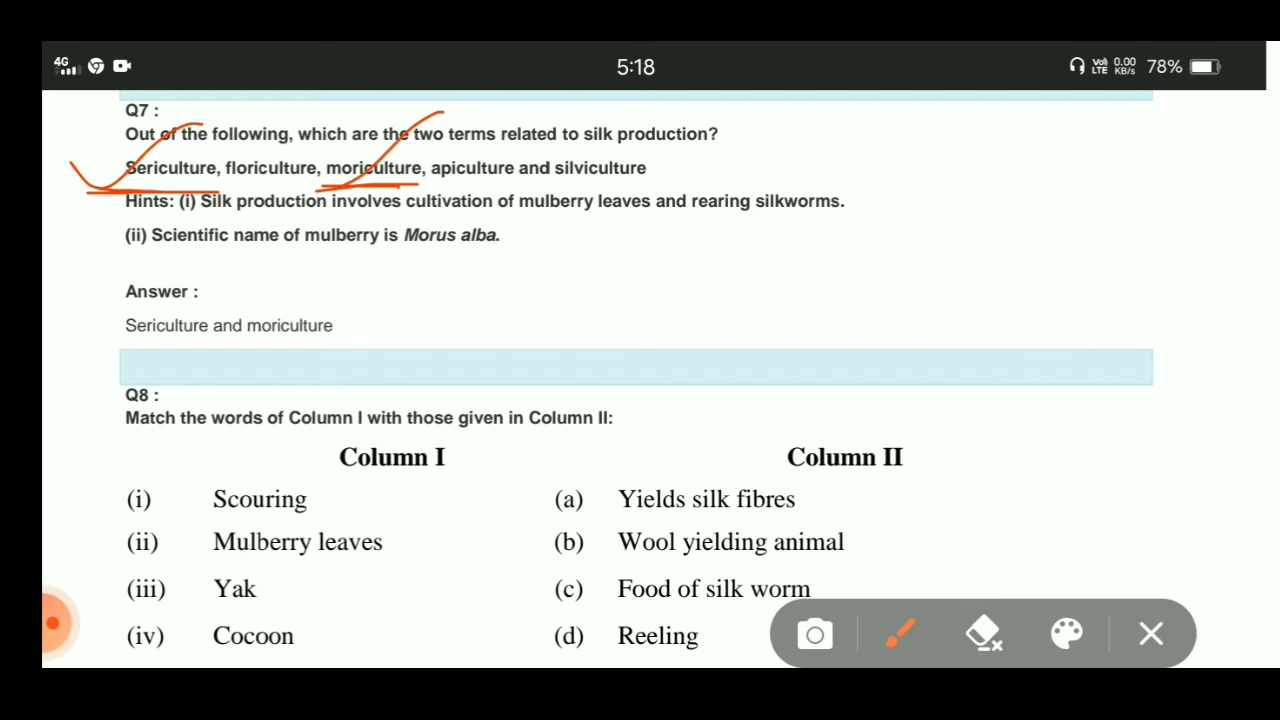 4G 5:18 Vo) LTE 0.00 KB/s 78%
Q7 :
Out of the following, which are the two terms related to silk production?
Sericulture, floriculture, moriculture, apiculture and silviculture
Hints: (i) Silk production involves cultivation of mulberry leaves and rearing silkworms.
(ii) Scientific name of mulberry is Morus alba.
Answer :
Sericulture and moriculture
Q8 :
Match the words of Column I with those given in Column II:
Column I Column II
(i) Scouring (a) Yields silk fibres
(ii) Mulberry leaves (b) Wool yielding animal
(iii) Yak (c) Food of silk worm
(iv) Cocoon (d) Reeling